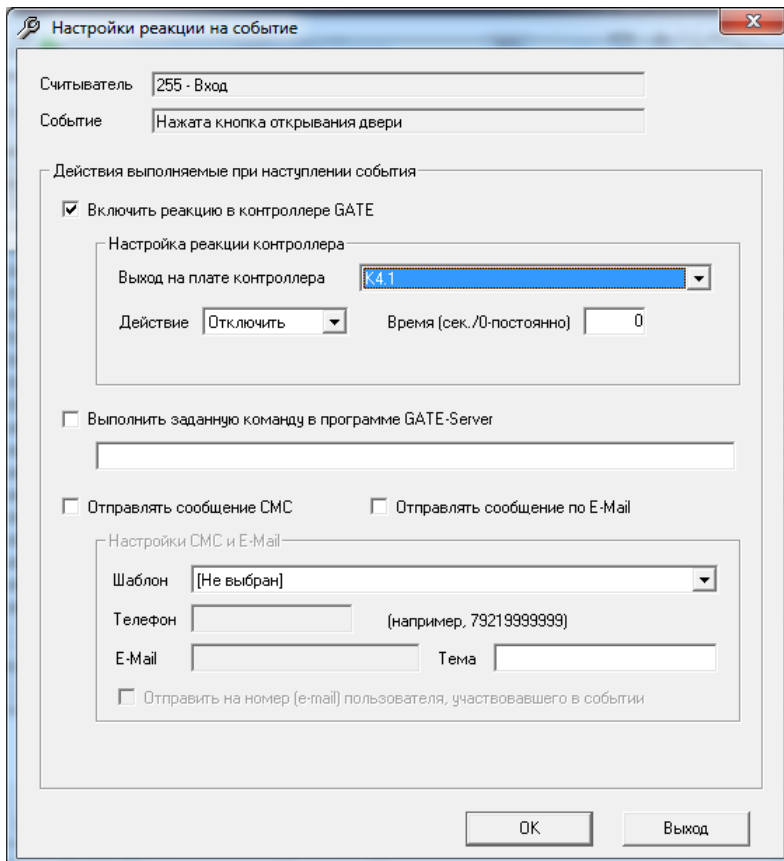 Настройки реакции на событие
Считыватель 255 - Вход
Событие Нажата кнопка открывания двери
Действия выполняемые при наступлении события
Включить реакцию в контроллере GATE
Настройка реакции контроллера
Выход на плате контроллера K4.1
Действие Отключить Время (сек./0-постоянно) 0
Выполнить заданную команду в программе GATE-Server
Отправлять сообщение СМС Отправлять сообщение по E-Mail
Настройки СМС и E-Mail
Шаблон [Не выбран]
Телефон (например, 79219999999)
E-Mail Тема
Отправить на номер (e-mail) пользователя, участвовавшего в событии
OK Выход